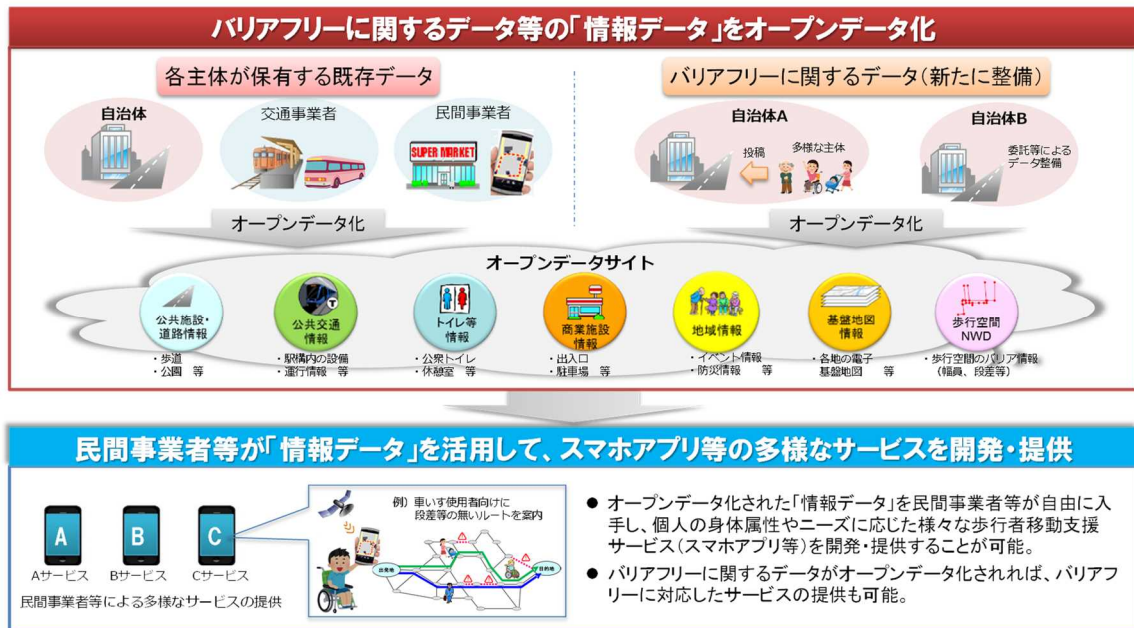 バリアフリーに関するデータ等の「情報データ」をオープンデータ化
各主体が保有する既存データ
バリアフリーに関するデータ(新たに整備)
自治体
交通事業者
民間事業者
SUPER MARKET
自治体A
投稿
多様な主体
自治体B
委託等による
データ整備
オープンデータ化
オープンデータ化
オープンデータサイト
公共施設・
道路情報
・歩道
・公園 等
T
公共交通
情報
・駅構内の設備
・運行情報 等
トイレ等
情報
・公衆トイレ
・休憩室 等
商業施設
情報
・出入口
・駐車場 等
地域情報
・イベント情報
・防災情報 等
基盤地図
情報
・各地の電子
基盤地図 等
歩行空間
NWD
・歩行空間のバリア情報
(幅員、段差等)
民間事業者等が「情報データ」を活用して、スマホアプリ等の多様なサービスを開発・提供
A
B
C
Aサービス
Bサービス
Cサービス
民間事業者等による多様なサービスの提供
例) 車いす使用者向けに
段差等の無いルートを案内
出発地
目的地
● オープンデータ化された「情報データ」を民間事業者等が自由に入
手し、個人の身体属性やニーズに応じた様々な歩行者移動支援
サービス(スマホアプリ等)を開発・提供することが可能。
● バリアフリーに関するデータがオープンデータ化されれば、バリアフ
リーに対応したサービスの提供も可能。